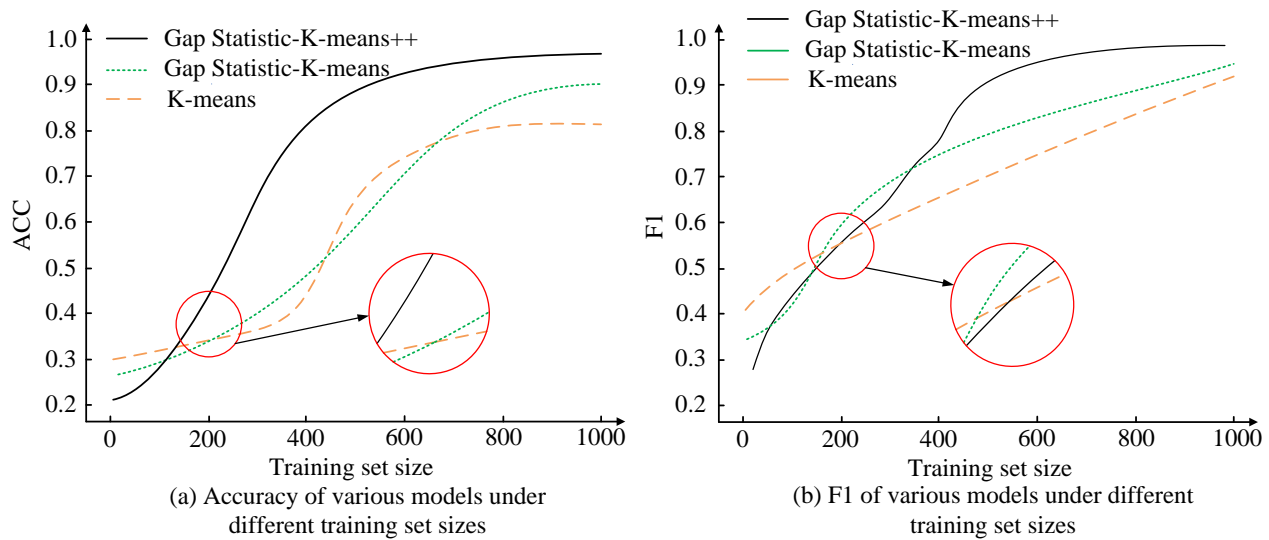 1.0
0.9
0.8
0.7
0.6
0.5
0.4
0.3
0.2
ACC
Gap Statistic-K-means++
Gap Statistic-K-means
K-means
0
200
400
600
800
1000
Training set size
(a) Accuracy of various models under
different training set sizes
1.0
0.9
0.8
0.7
0.6
0.5
0.4
0.3
0.2
F1
Gap Statistic-K-means++
Gap Statistic-K-means
K-means
0
200
400
600
800
1000
Training set size
(b) F1 of various models under different
training set sizes